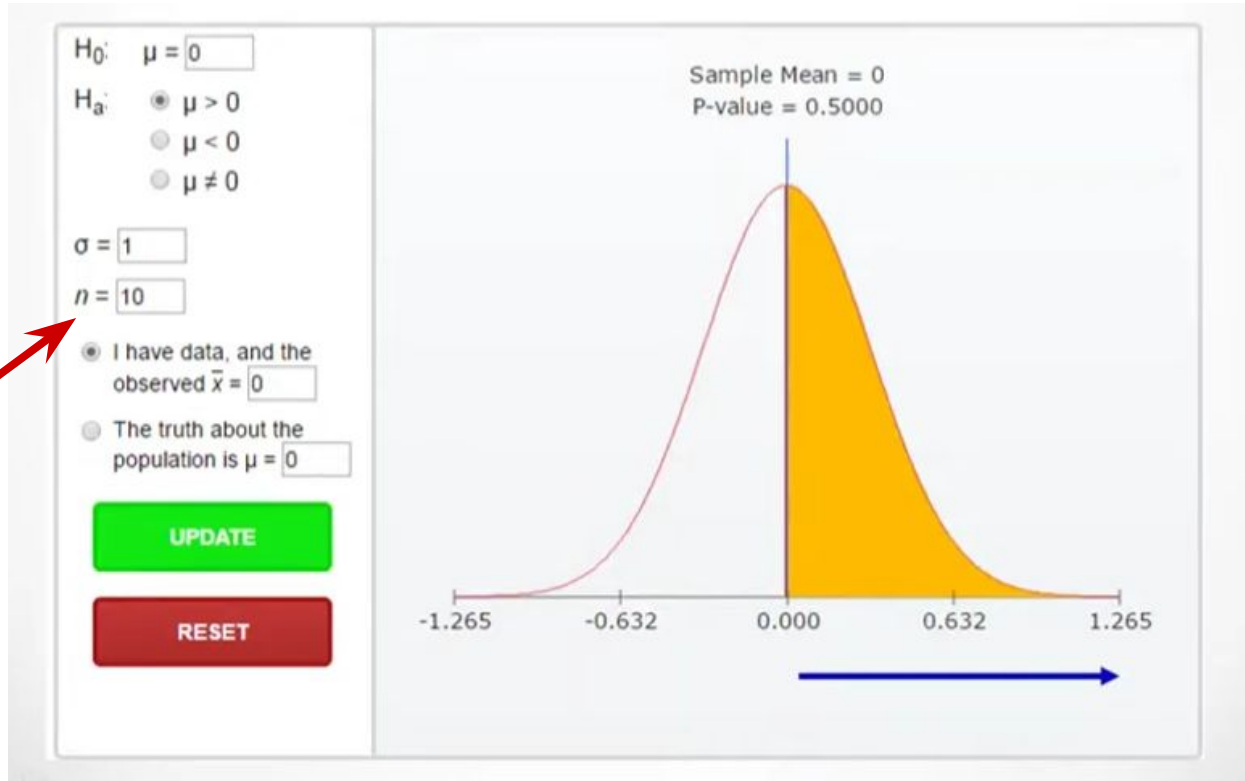 H0: μ = 0
Ha: μ > 0
μ < 0
μ ≠ 0
σ = 1
n = 10
I have data, and the
observed x̅ = 0
The truth about the
population is μ = 0
UPDATE
RESET
Sample Mean = 0
P-value = 0.5000
-1.265 -0.632 0.000 0.632 1.265